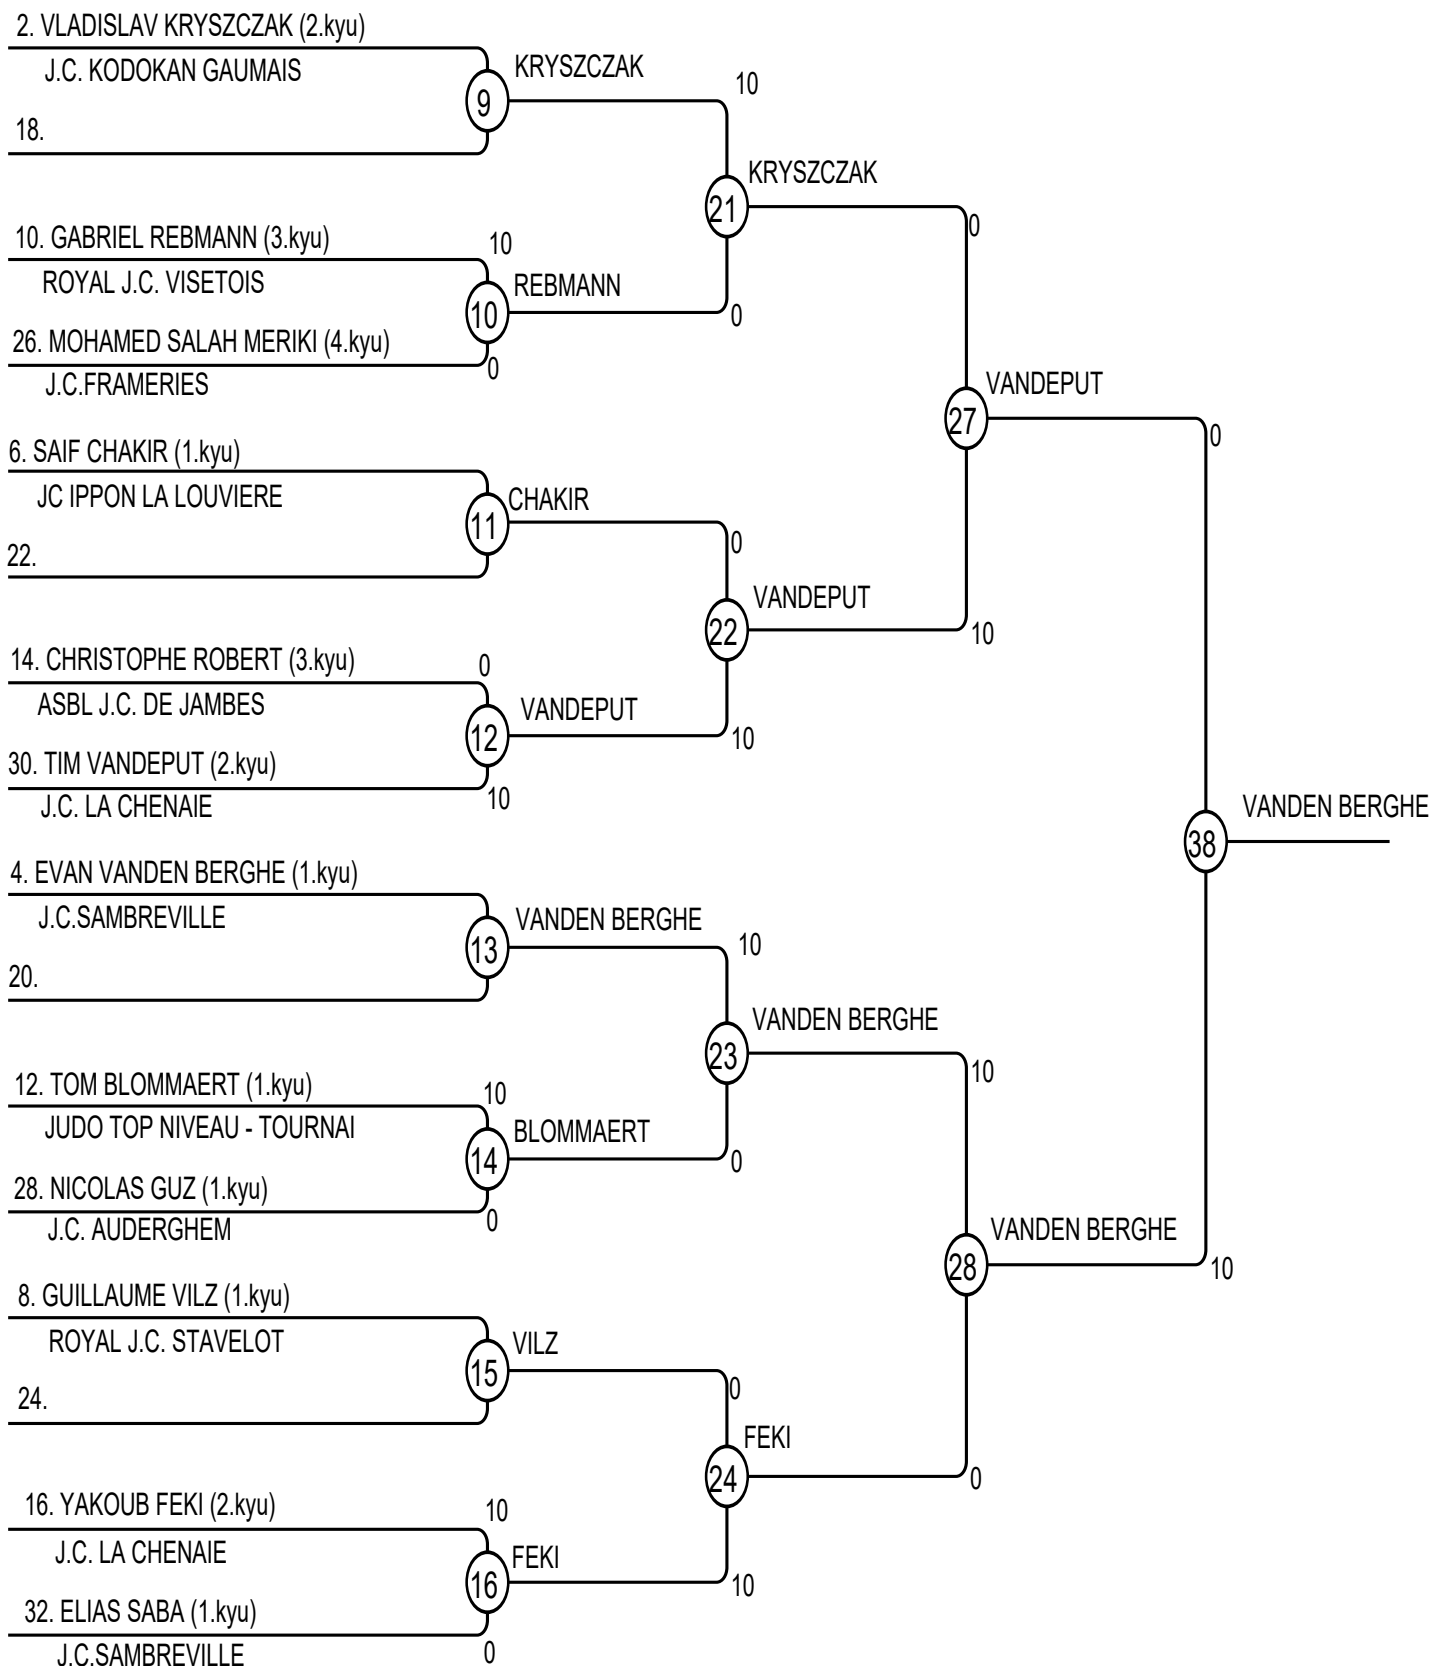 2. VLADISLAV KRYSZCZAK (2.kyu)
J.C. KODOKAN GAUMAIS
KRYSZCZAK
10
9
18.
KRYSZCZAK
21
0
10. GABRIEL REBMANN (3.kyu)
10
ROYAL J.C. VISETOIS
REBMANN
10
0
26. MOHAMED SALAH MERIKI (4.kyu)
0
J.C.FRAMERIES
VANDEPUT
27
0
6. SAIF CHAKIR (1.kyu)
JC IPPON LA LOUVIERE
CHAKIR
11
0
22.
VANDEPUT
22
10
14. CHRISTOPHE ROBERT (3.kyu)
0
ASBL J.C. DE JAMBES
VANDEPUT
12
10
30. TIM VANDEPUT (2.kyu)
10
J.C. LA CHENAIE
VANDEN BERGHE
38
4. EVAN VANDEN BERGHE (1.kyu)
J.C.SAMBREVILLE
VANDEN BERGHE
10
13
20.
VANDEN BERGHE
23
10
12. TOM BLOMMAERT (1.kyu)
10
JUDO TOP NIVEAU - TOURNAI
BLOMMAERT
14
0
28. NICOLAS GUZ (1.kyu)
0
J.C. AUDERGHEM
VANDEN BERGHE
28
10
8. GUILLAUME VILZ (1.kyu)
ROYAL J.C. STAVELOT
VILZ
15
0
24.
FEKI
24
0
16. YAKOUB FEKI (2.kyu)
10
J.C. LA CHENAIE
FEKI
16
10
32. ELIAS SABA (1.kyu)
0
J.C.SAMBREVILLE